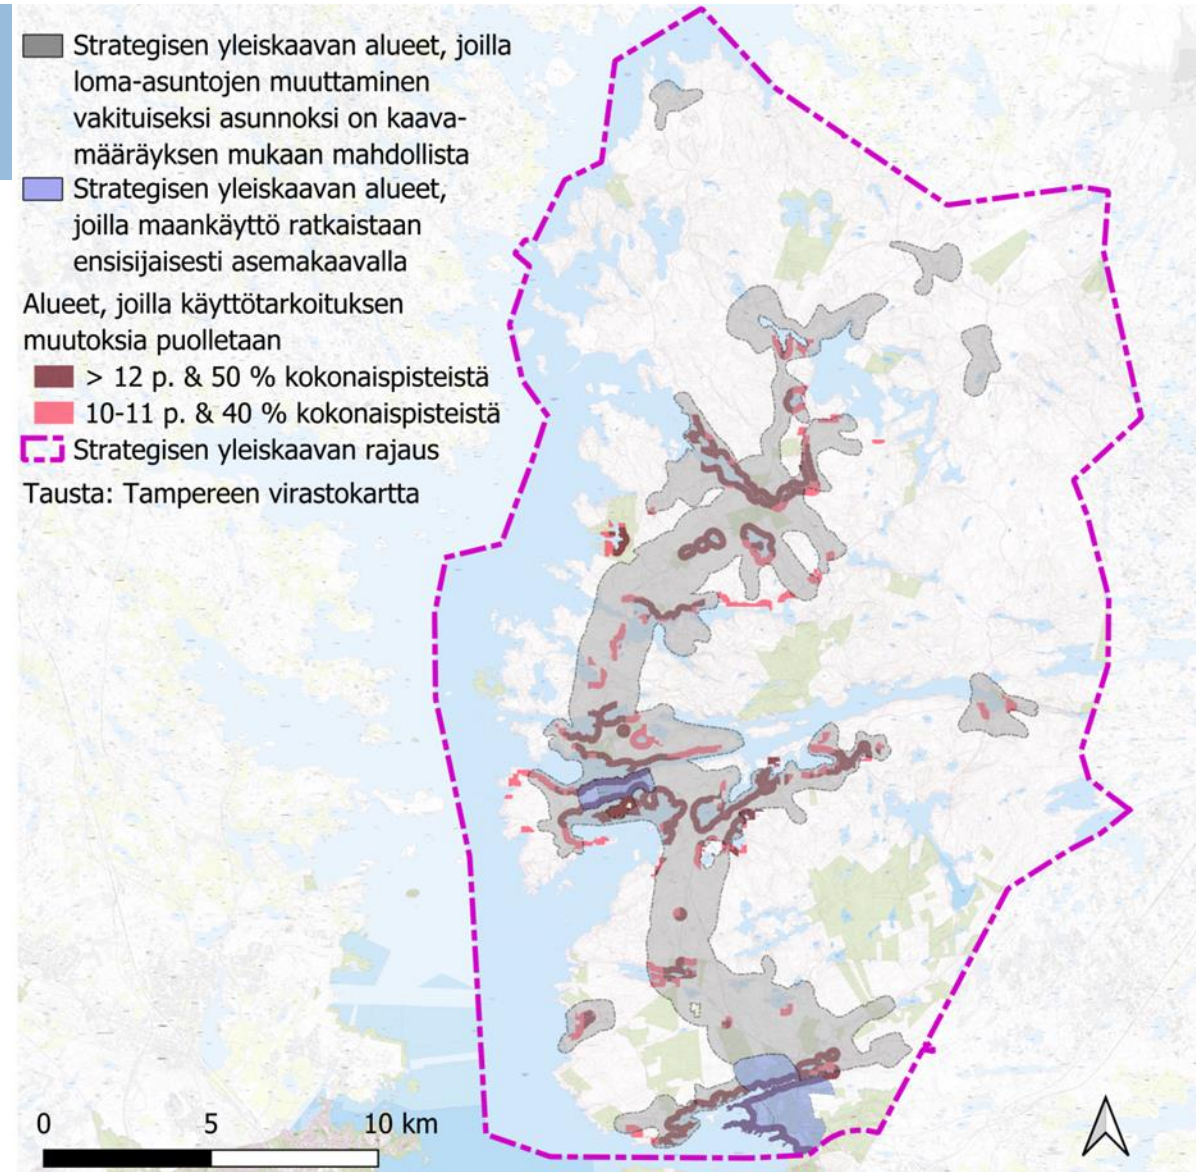 Strategisen yleiskaavan alueet, joilla
loma-asuntojen muuttaminen
vakituiseksi asunnoksi on kaava-
määräyksen mukaan mahdollista
Strategisen yleiskaavan alueet,
joilla maankäyttö ratkaistaan
ensisijaisesti asemakaavalla
Alueet, joilla käyttötarkoituksen
muutoksia puolletaan
> 12 p. & 50 % kokonaispisteistä
10-11 p. & 40 % kokonaispisteistä
Strategisen yleiskaavan rajaus
Tausta: Tampereen virastokartta
0 5 10 km